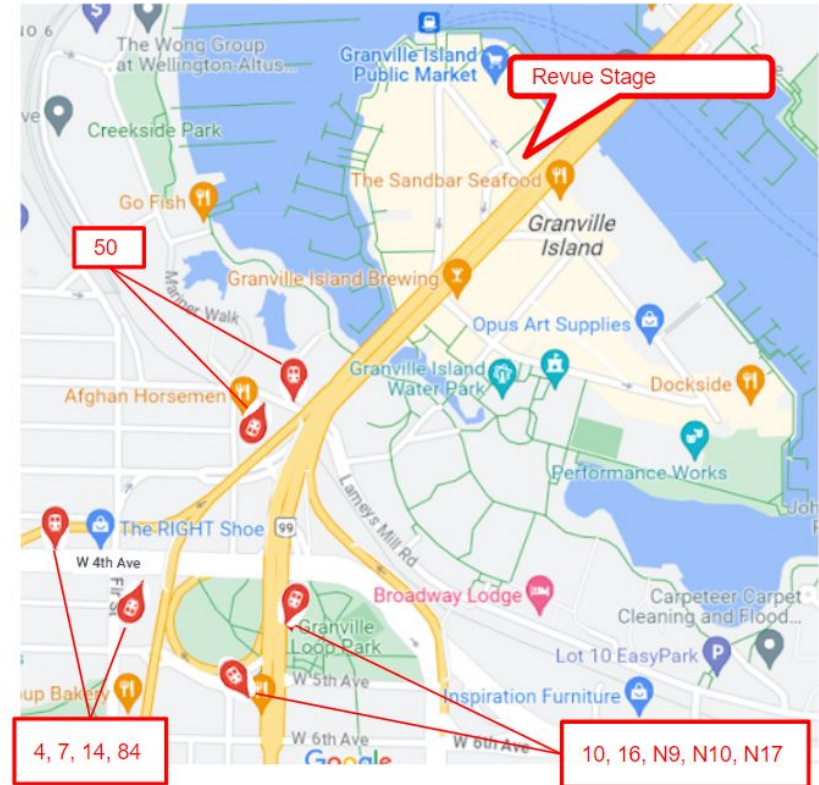 NO 6
The Wong Group
at Wellington-Altus...
Granville Island
Public Market
Revue Stage
Creekside Park
The Sandbar Seafood
Go Fish
Granville
Island
50
Granville Island Brewing
Mariner Walk
Opus Art Supplies
Granville Island
Water Park
Dockside
Afghan Horsemen
Performance Works
Lameys Mill Rd
The RIGHT Shoe
99
W 4th Ave
Broadway Lodge
Carpeteer Carpet
Cleaning and Flood...
Granville
Loop Park
Lot 10 EasyPark
P
W 5th Ave
oup Bakery
Inspiration Furniture
4, 7, 14, 84
W 6th Ave
Google
W 6th Ave
10, 16, N9, N10, N17